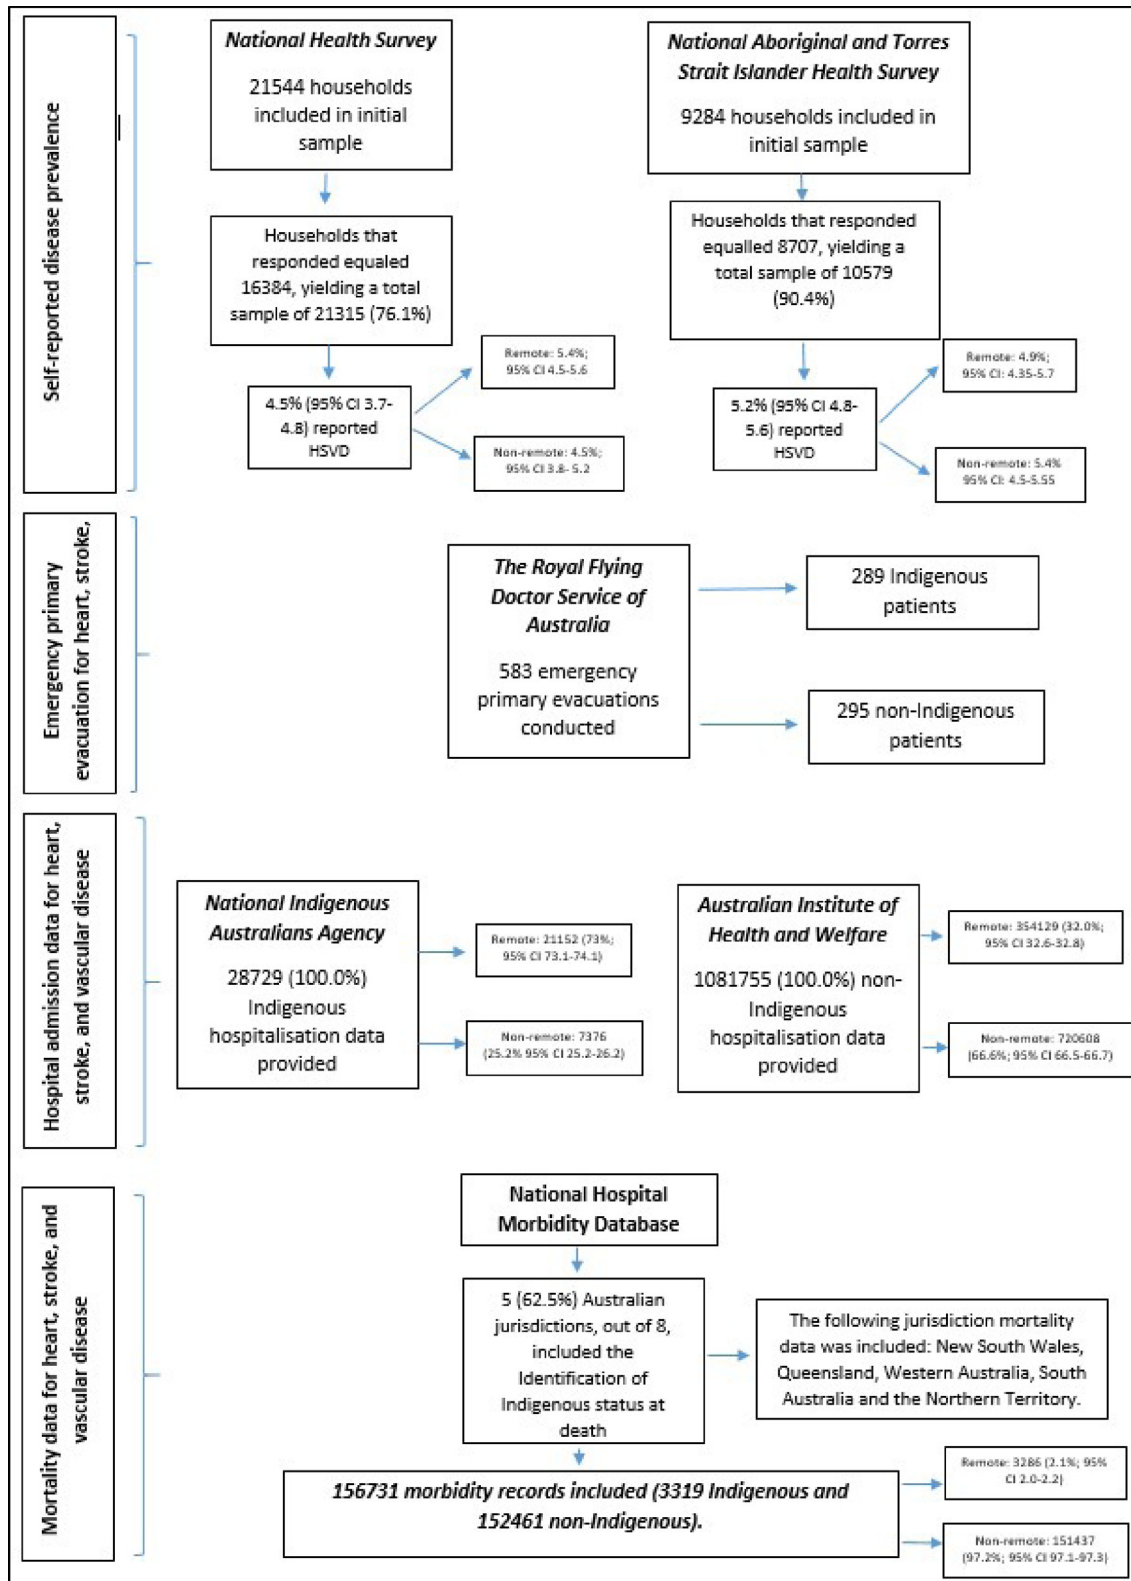 Self-reported disease prevalence
National Health Survey
21544 households
included in initial
sample
National Aboriginal and Torres
Strait Islander Health Survey
9284 households included in
initial sample
Households that
responded equaled
16384, yielding a total
sample of 21315 (76.1%)
Households that responded
equalled 8707, yielding a
total sample of 10579
(90.4%)
4.5% (95% CI 3.7-
4.8) reported
HSVD
Remote: 5.4%;
95% CI 4.5-5.6
Non-remote: 4.5%;
95% CI 3.8- 5.2
5.2% (95% CI 4.8-
5.6) reported
HSVD
Remote: 4.9%;
95% CI: 4.35-5.7
Non-remote: 5.4%
95% CI: 4.5-5.55
Emergency primary
evacuation for heart, stroke,
The Royal Flying
Doctor Service of
Australia
583 emergency
primary evacuations
conducted
289 Indigenous
patients
295 non-Indigenous
patients
Hospital admission data for heart,
stroke, and vascular disease
National Indigenous
Australians Agency
28729 (100.0%)
Indigenous
hospitalisation data
provided
Remote: 21152 (73%;
95% CI 73.1-74.1)
Non-remote: 7376
(25.2% 95% CI 25.2-26.2)
Australian Institute of
Health and Welfare
1081755 (100.0%) non-
Indigenous
hospitalisation data
provided
Remote: 354129 (32.0%;
95% CI 32.6-32.8)
Non-remote: 720608
(66.6%; 95% CI 66.5-66.7)
Mortality data for heart, stroke, and
vascular disease
National Hospital
Morbidity Database
5 (62.5%) Australian
jurisdictions, out of 8,
included the
Identification of
Indigenous status at
death
The following jurisdiction mortality
data was included: New South Wales,
Queensland, Western Australia, South
Australia and the Northern Territory.
156731 morbidity records included (3319 Indigenous and
152461 non-Indigenous).
Remote: 3286 (2.1%; 95%
CI 2.0-2.2)
Non-remote: 151437
(97.2%; 95% CI 97.1-97.3)